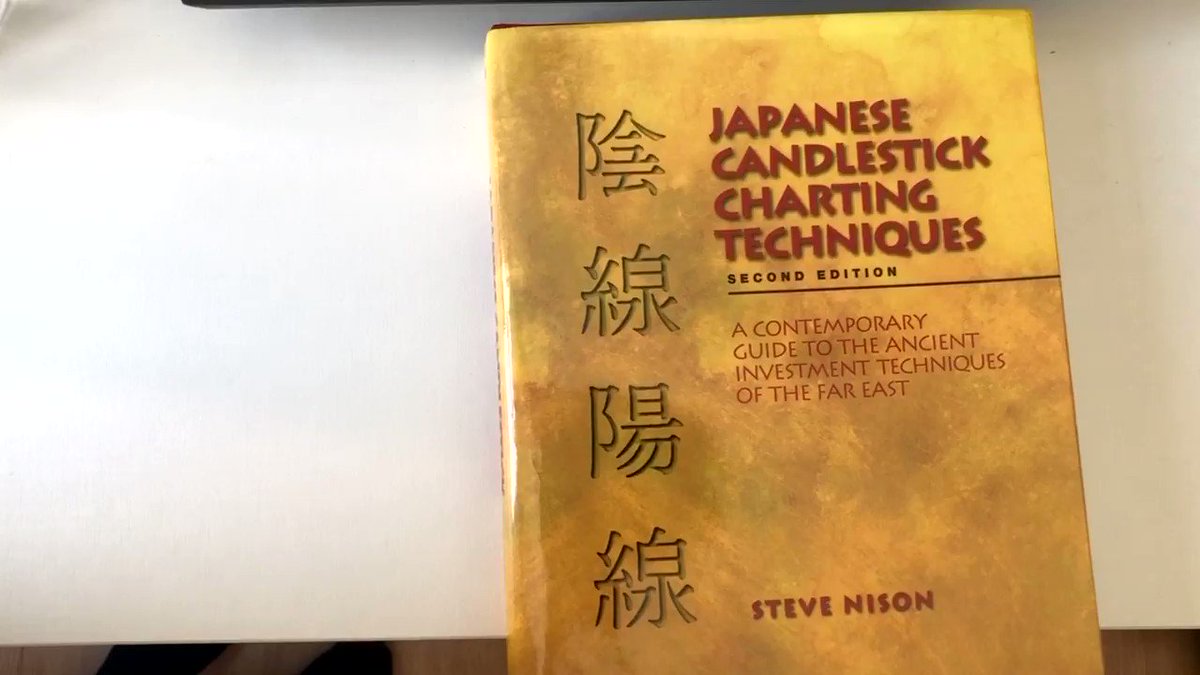 陰線陽線
JAPANESE
CANDLESTICK
CHARTING
TECHNIQUES
SECOND EDITION
A CONTEMPORARY
GUIDE TO THE ANCIENT
INVESTMENT TECHNIQUES
OF THE FAR EAST
STEVE NISON